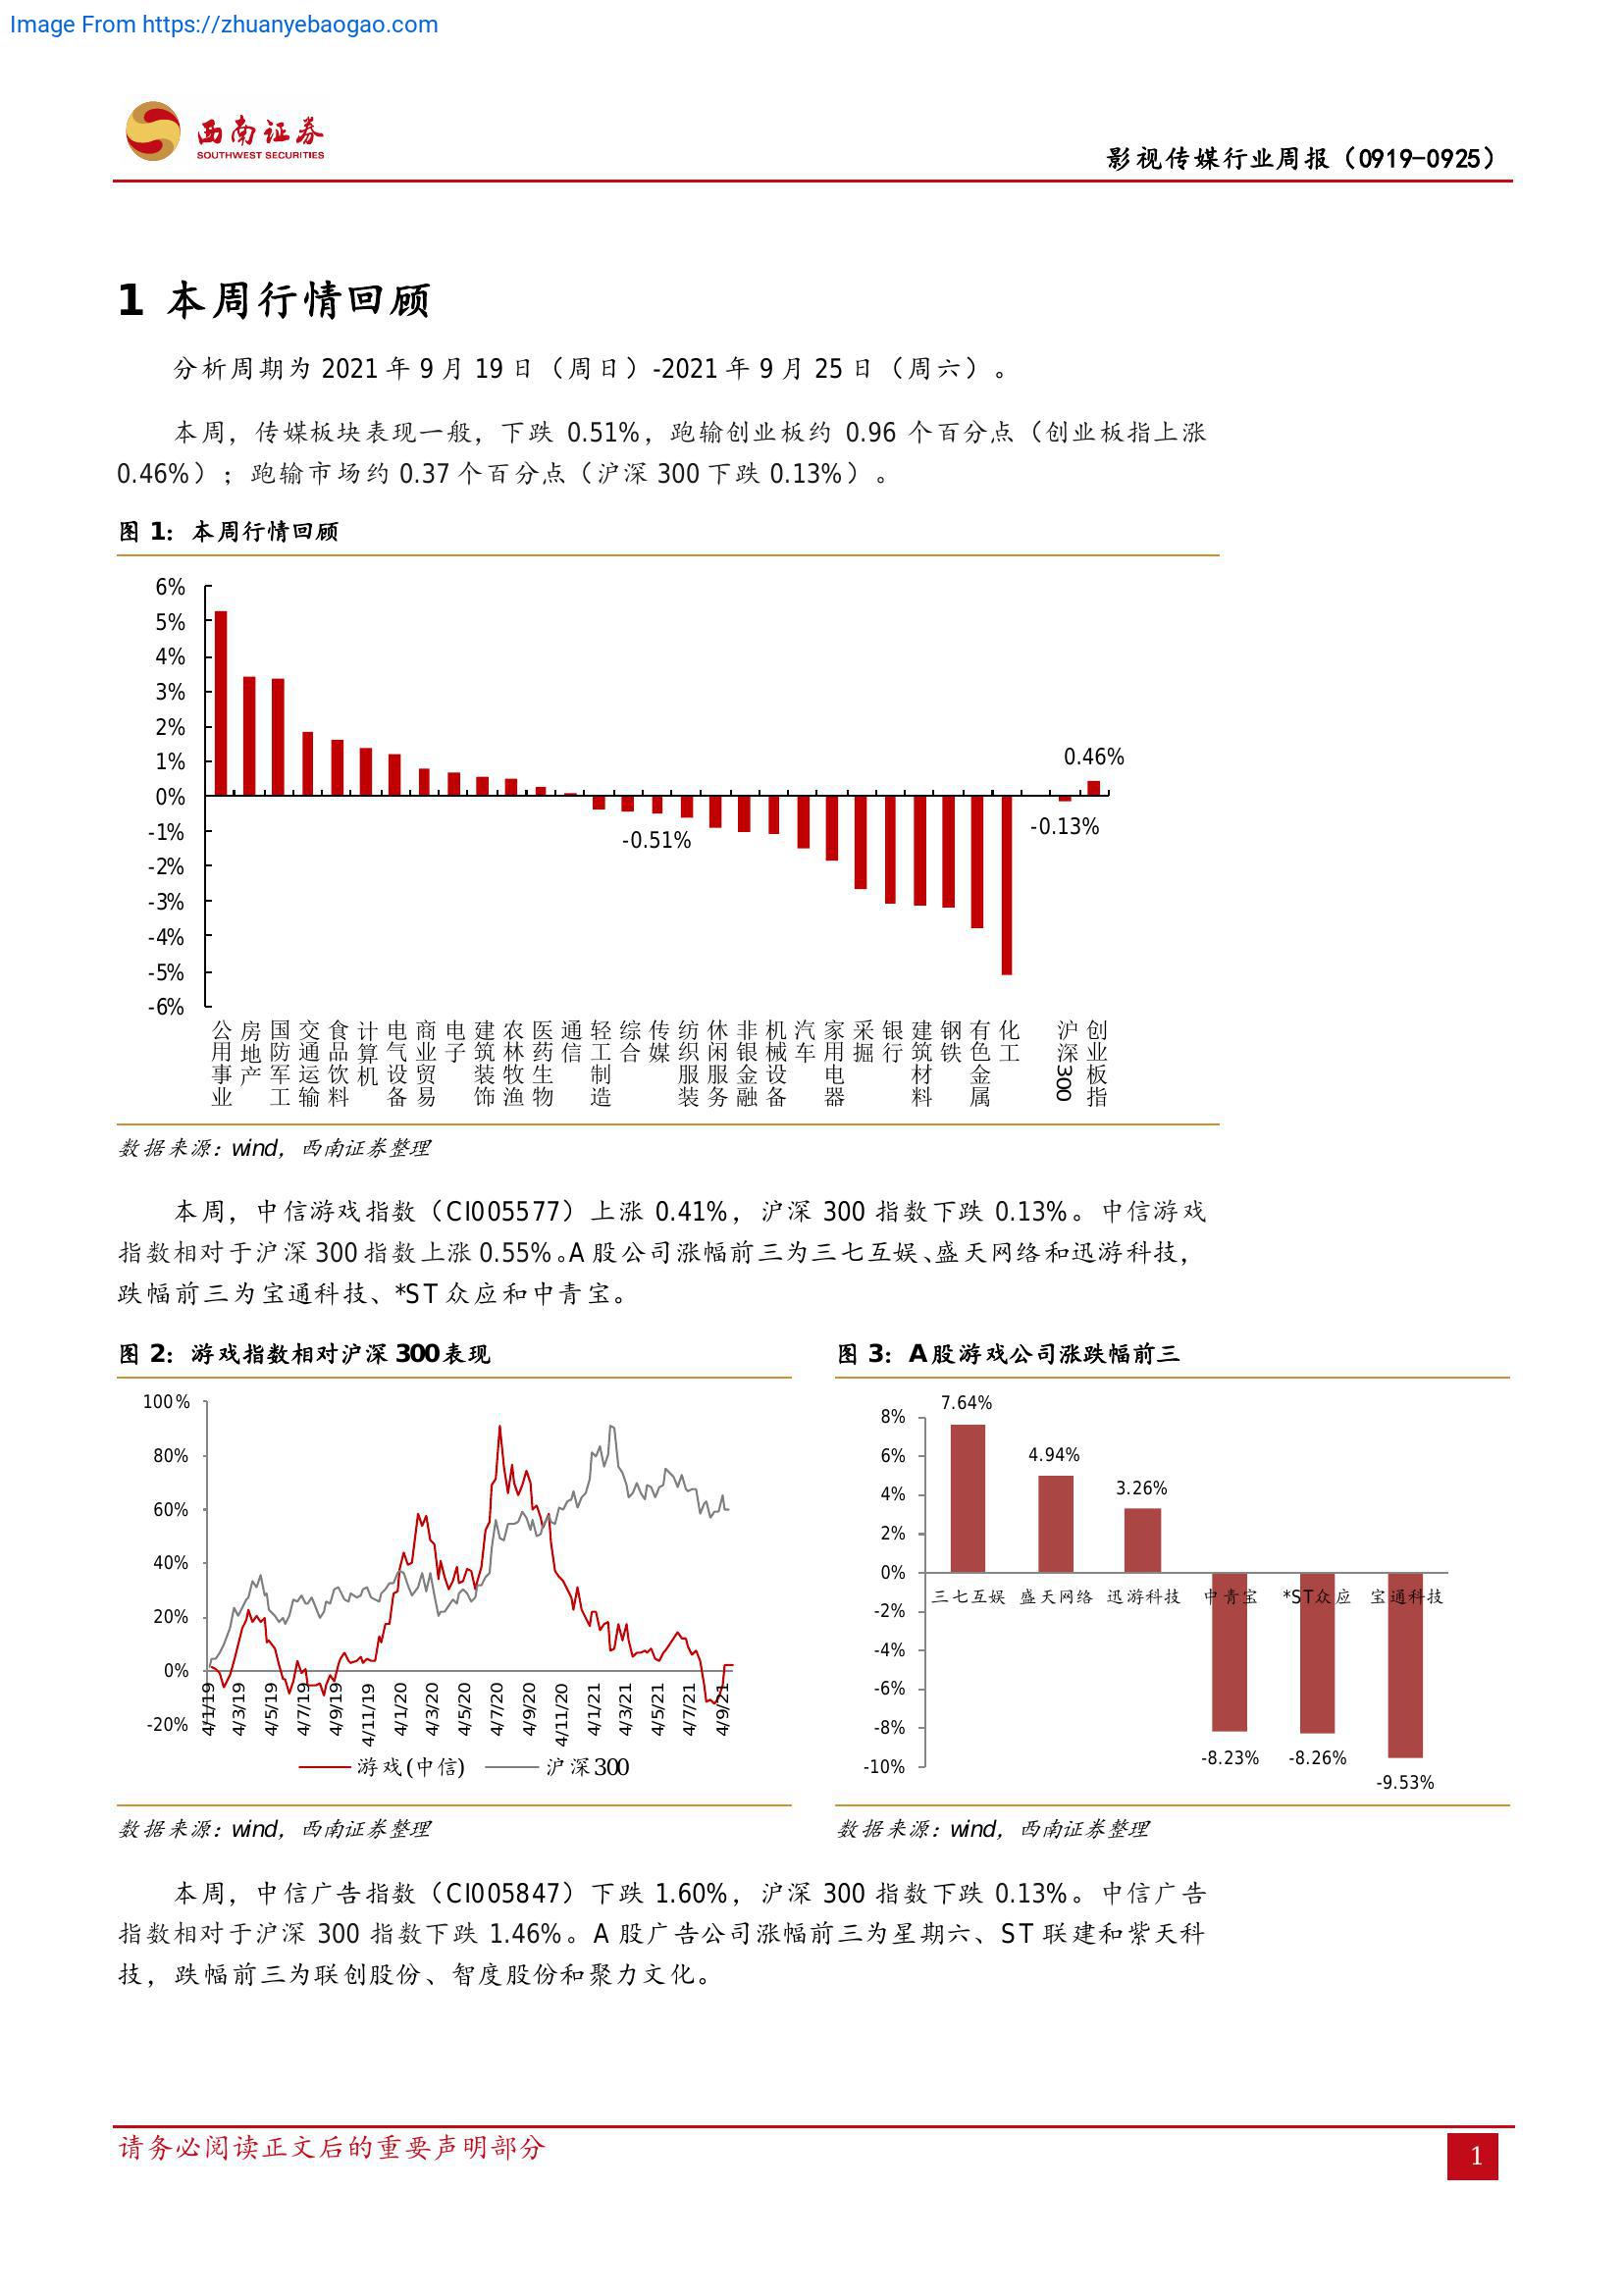 Image From https://zhuanyebaogao.com
西南证券
SOUTHWEST SECURITIES
影视传媒行业周报（0919-0925）
1 本周行情回顾
分析周期为 2021 年 9 月 19 日（周日）-2021 年 9 月 25 日（周六）。
本周，传媒板块表现一般，下跌 0.51%，跑输创业板约 0.96 个百分点（创业板指上涨
0.46%）；跑输市场约 0.37 个百分点（沪深 300 下跌 0.13%）。
图 1：本周行情回顾
6%
5%
4%
3%
2%
1%
0%
-1%
-2%
-3%
-4%
-5%
-6%
0.46%
-0.13%
-0.51%
公用事业
房地产
国防军工
交通运输
食品饮料
计算机
电气设备
商业贸易
电子
建筑装饰
农林牧渔
医药生物
通信
轻工制造
综合
传媒
纺织服装
休闲服务
非银金融
机械设备
汽车
家用电器
采掘
银行
建筑材料
钢铁
有色金属
化工
沪深300
创业板指
数据来源：wind，西南证券整理
本周，中信游戏指数（CI005577）上涨 0.41%，沪深 300 指数下跌 0.13%。中信游戏
指数相对于沪深 300 指数上涨 0.55%。A 股公司涨幅前三为三七互娱、盛天网络和迅游科技，
跌幅前三为宝通科技、*ST 众应和中青宝。
图 2：游戏指数相对沪深 300 表现
100%
80%
60%
40%
20%
0%
-20%
4/1/19
4/3/19
4/5/19
4/7/19
4/9/19
4/11/19
4/1/20
4/3/20
4/5/20
4/7/20
4/9/20
4/11/20
4/1/21
4/3/21
4/5/21
4/7/21
4/9/21
游戏(中信)
沪深300
数据来源：wind，西南证券整理
图 3：A 股游戏公司涨跌幅前三
8%
6%
4%
2%
0%
-2%
-4%
-6%
-8%
-10%
7.64%
4.94%
3.26%
三七互娱
盛天网络
迅游科技
中青宝
*ST众应
宝通科技
-8.23%
-8.26%
-9.53%
数据来源：wind，西南证券整理
本周，中信广告指数（CI005847）下跌 1.60%，沪深 300 指数下跌 0.13%。中信广告
指数相对于沪深 300 指数下跌 1.46%。A 股广告公司涨幅前三为星期六、ST 联建和紫天科
技，跌幅前三为联创股份、智度股份和聚力文化。
请务必阅读正文后的重要声明部分
1